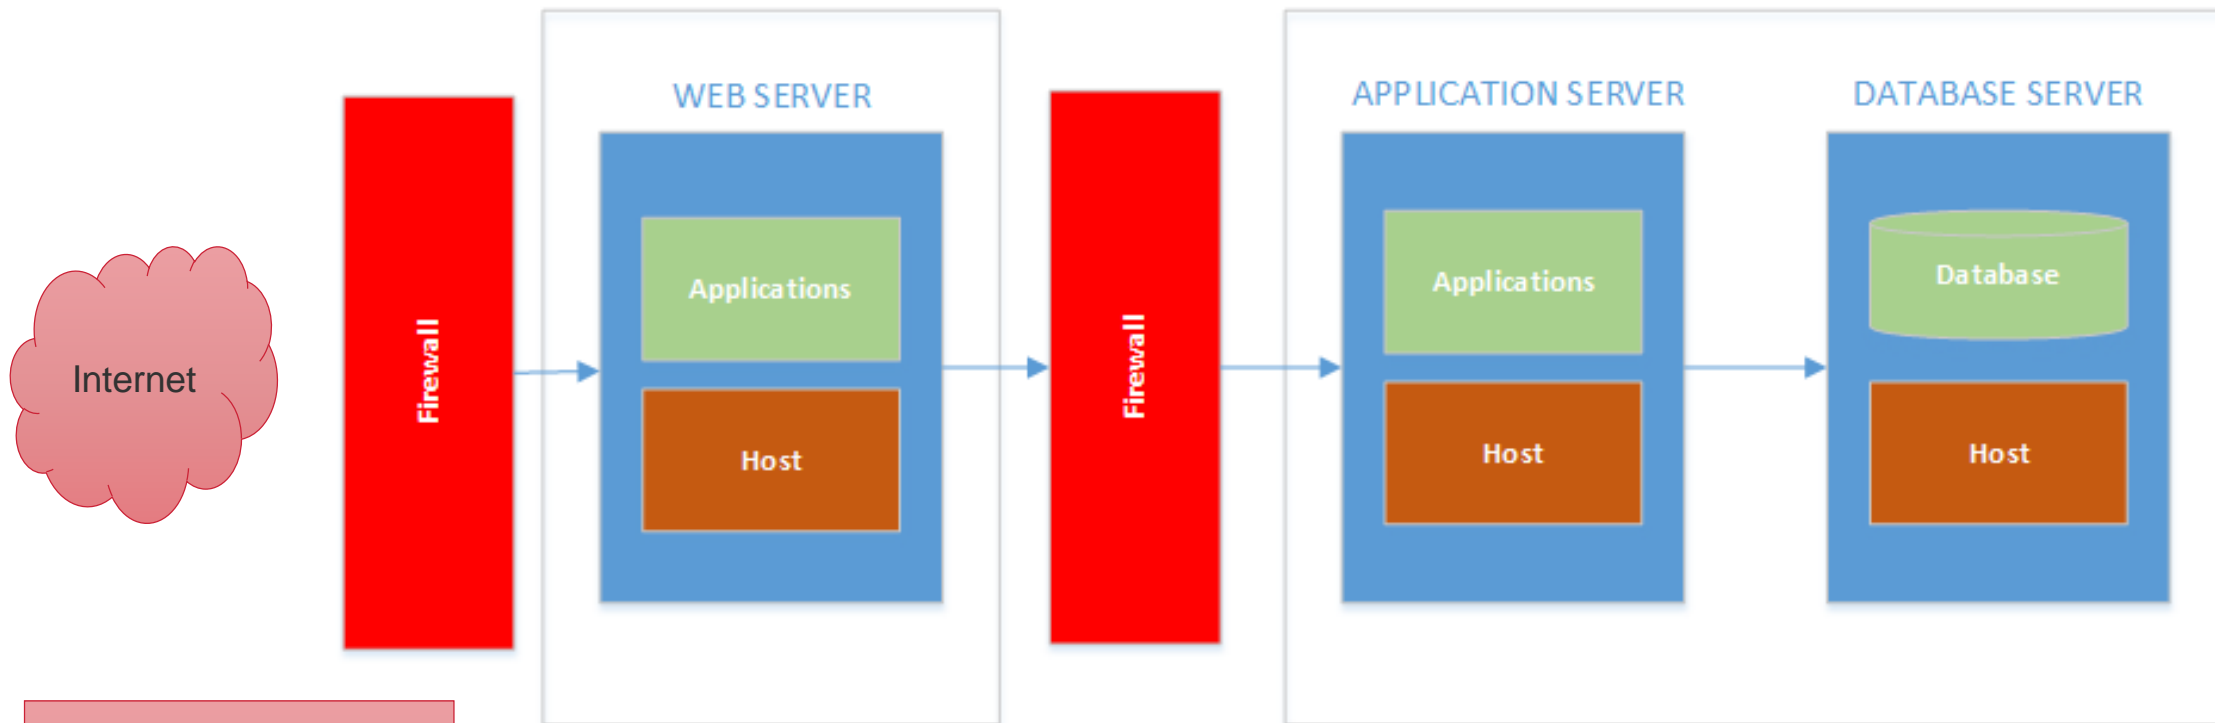 WEB SERVER
APPLICATION SERVER
DATABASE SERVER
Internet
Firewall
Applications
Host
Firewall
Applications
Host
Database
Host